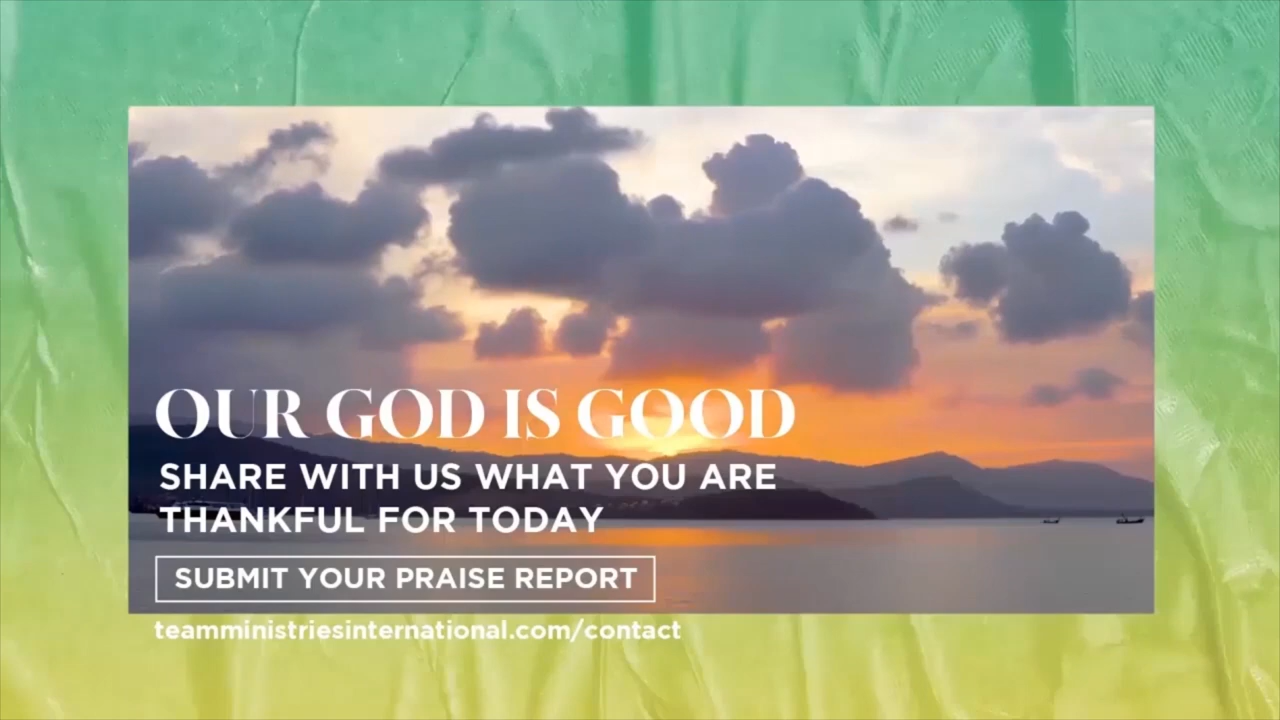 OUR GOD IS GOOD
SHARE WITH US WHAT YOU ARE
THANKFUL FOR TODAY
SUBMIT YOUR PRAISE REPORT
teamministriesinternational.com/contact